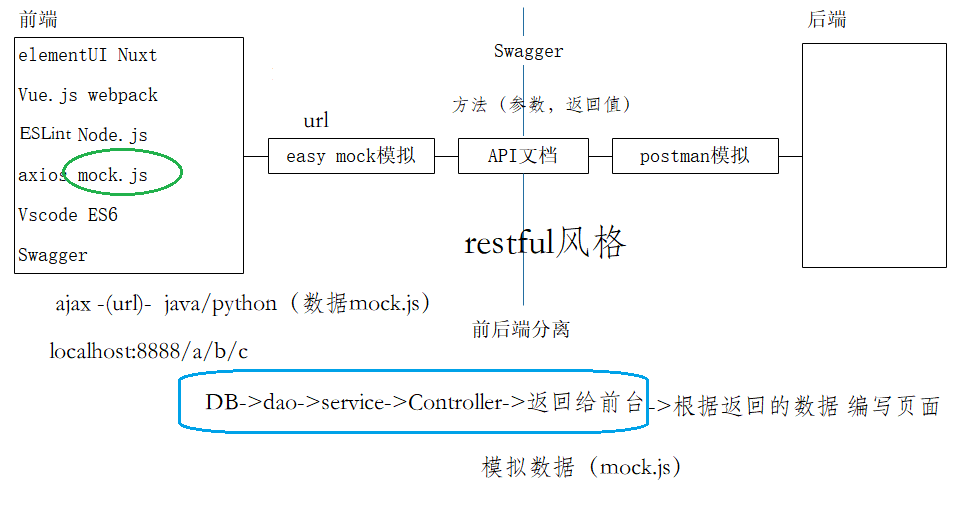 前端
后端
elementUI Nuxt
Swagger
Vue.js webpack
方法（参数，返回值）
url
ESLint Node.js
easy mock模拟
API文档
postman模拟
axios mock.js
Vscode ES6
restful风格
Swagger
ajax -(url)- java/python（数据mock.js）
前后端分离
localhost:8888/a/b/c
DB->dao->service->Controller->返回给前台->根据返回的数据 编写页面
模拟数据（mock.js）